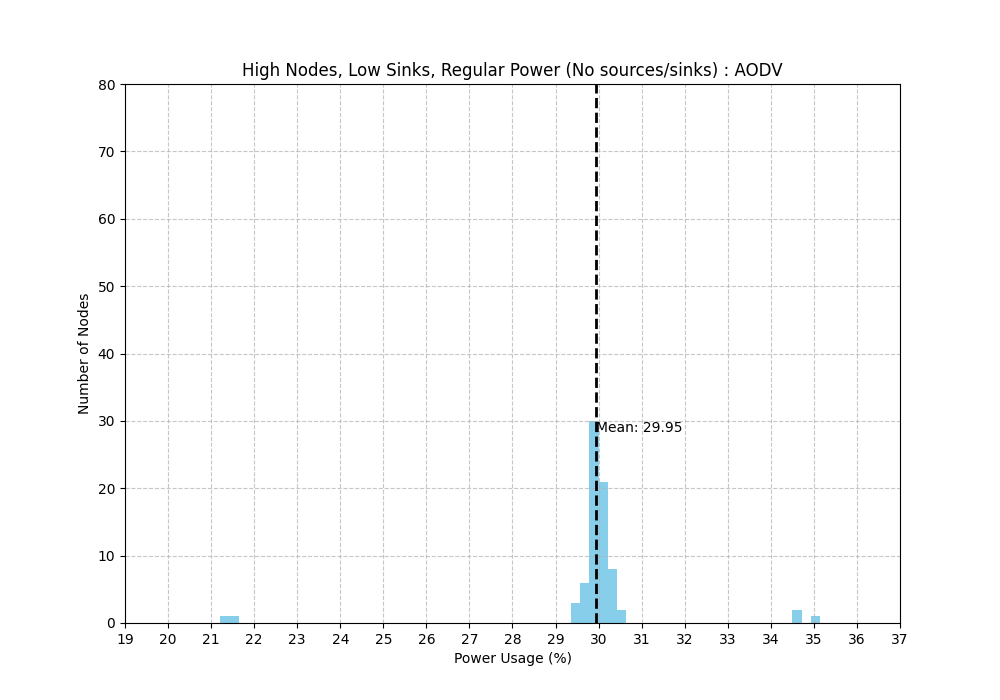 High Nodes, Low Sinks, Regular Power (No sources/sinks) : AODV
80
70
60
50
40
30
20
10
0
Number of Nodes
Mean: 29.95
19 20 21 22 23 24 25 26 27 28 29 30 31 32 33 34 35 36 37
Power Usage (%)